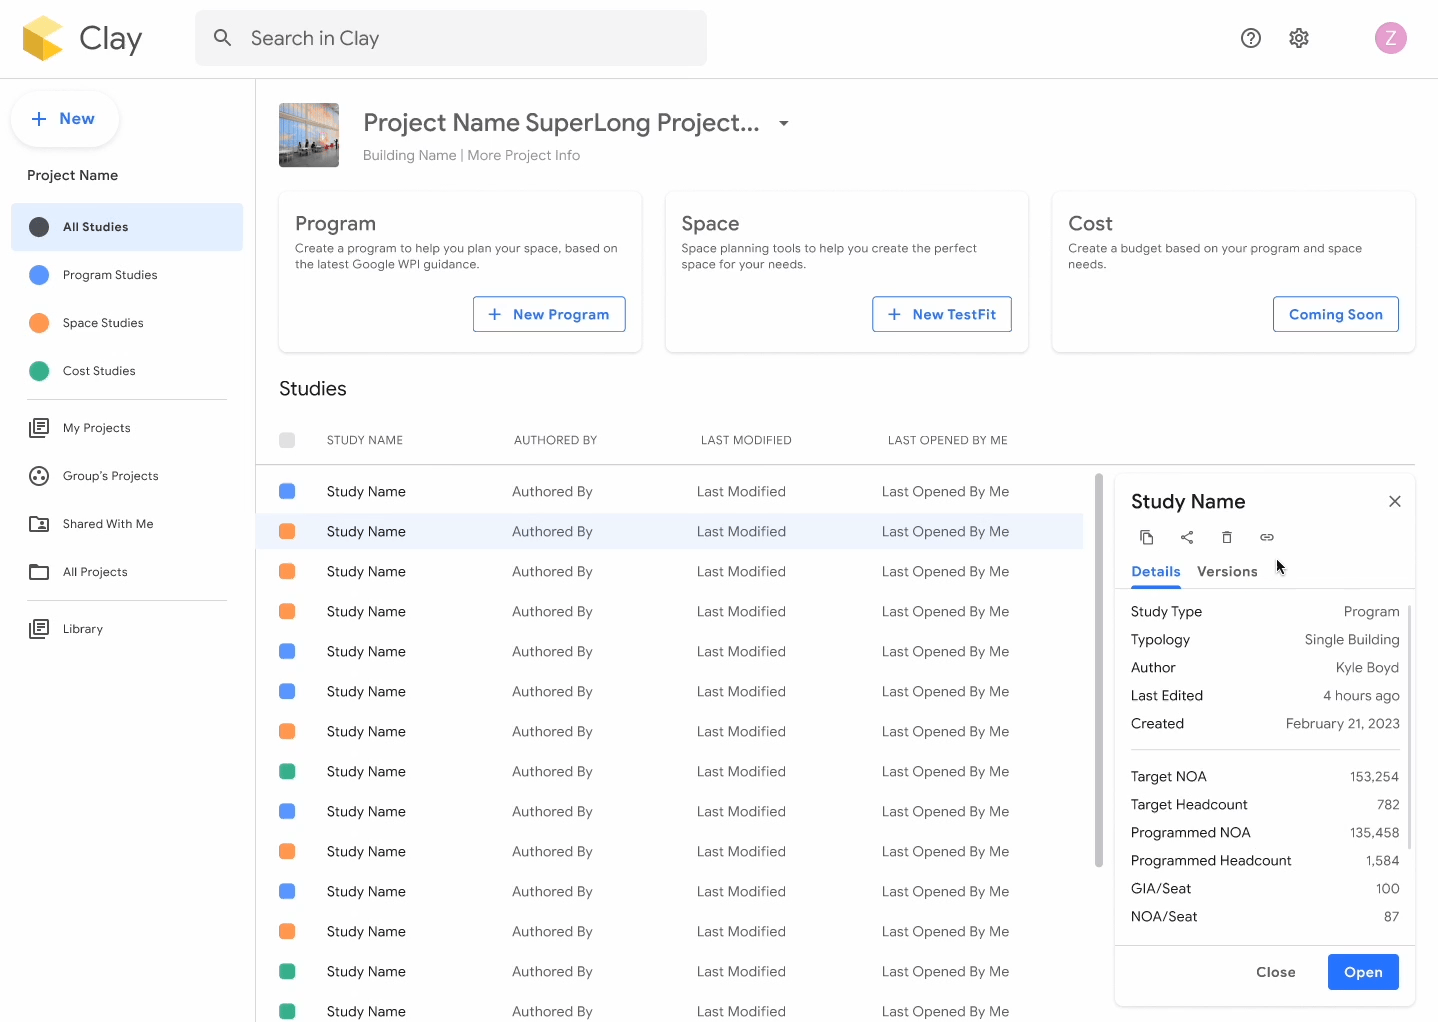 Clay
Search in Clay
Z
New
Project Name
All Studies
Program Studies
Space Studies
Cost Studies
My Projects
Group's Projects
Shared With Me
All Projects
Library
Project Name SuperLong Project...
Building Name | More Project Info
Program
Create a program to help you plan your space, based on
the latest Google WPI guidance.
New Program
Space
Space planning tools to help you create the perfect
space for your needs.
New TestFit
Cost
Create a budget based on your program and space
needs.
Coming Soon
Studies
STUDY NAME AUTHORED BY LAST MODIFIED LAST OPENED BY ME
Study Name Authored By Last Modified Last Opened By Me
Study Name Authored By Last Modified Last Opened By Me
Study Name Authored By Last Modified Last Opened By Me
Study Name Authored By Last Modified Last Opened By Me
Study Name Authored By Last Modified Last Opened By Me
Study Name Authored By Last Modified Last Opened By Me
Study Name Authored By Last Modified Last Opened By Me
Study Name Authored By Last Modified Last Opened By Me
Study Name Authored By Last Modified Last Opened By Me
Study Name Authored By Last Modified Last Opened By Me
Study Name Authored By Last Modified Last Opened By Me
Study Name Authored By Last Modified Last Opened By Me
Study Name Authored By Last Modified Last Opened By Me
Study Name Authored By Last Modified Last Opened By Me
Study Name
Details Versions
Study Type Program
Typology Single Building
Author Kyle Boyd
Last Edited 4 hours ago
Created February 21, 2023
Target NOA 153,254
Target Headcount 782
Programmed NOA 135,458
Programmed Headcount 1,584
GIA/Seat 100
NOA/Seat 87
Close Open